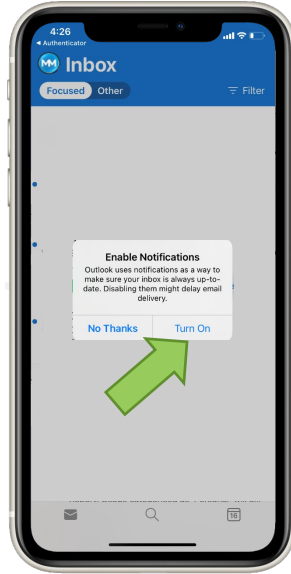 4:26
◀ Authenticator
MM Inbox
Focused Other Filter
Enable Notifications
Outlook uses notifications as a way to
make sure your inbox is always up-to-
date. Disabling them might delay email
delivery.
No Thanks Turn On
16